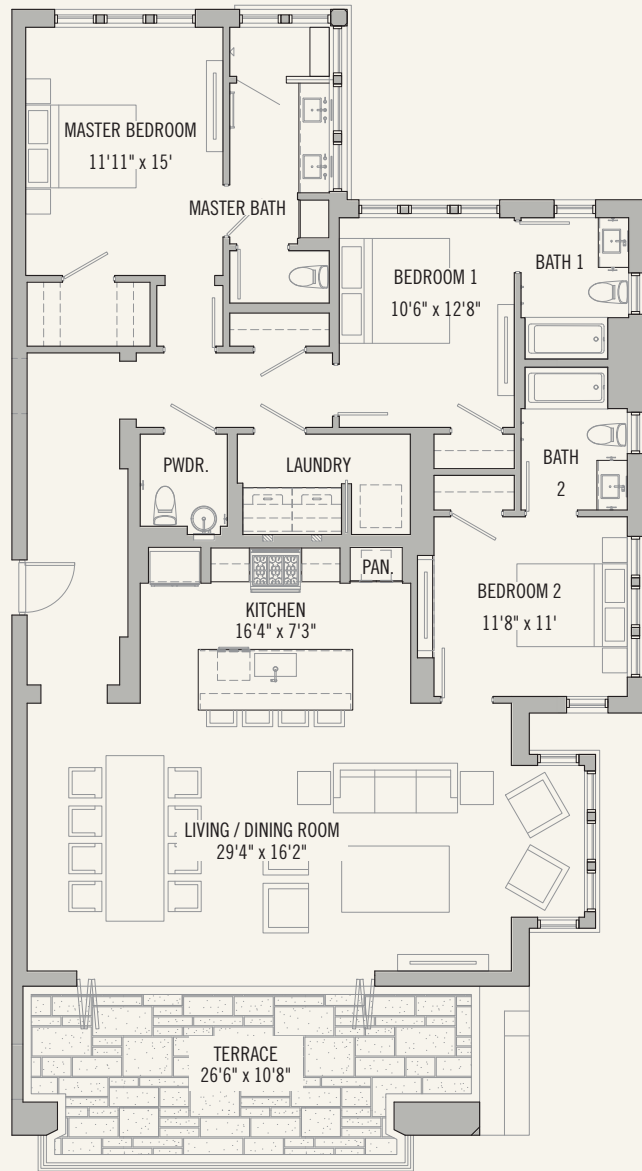 MASTER BEDROOM
11'11" x 15'
MASTER BATH
BEDROOM 1
10'6" x 12'8"
BATH 1
BATH
2
PWDR.
LAUNDRY
PAN.
KITCHEN
16'4" x 7'3"
BEDROOM 2
11'8" x 11'
LIVING / DINING ROOM
29'4" x 16'2"
TERRACE
26'6" x 10'8"